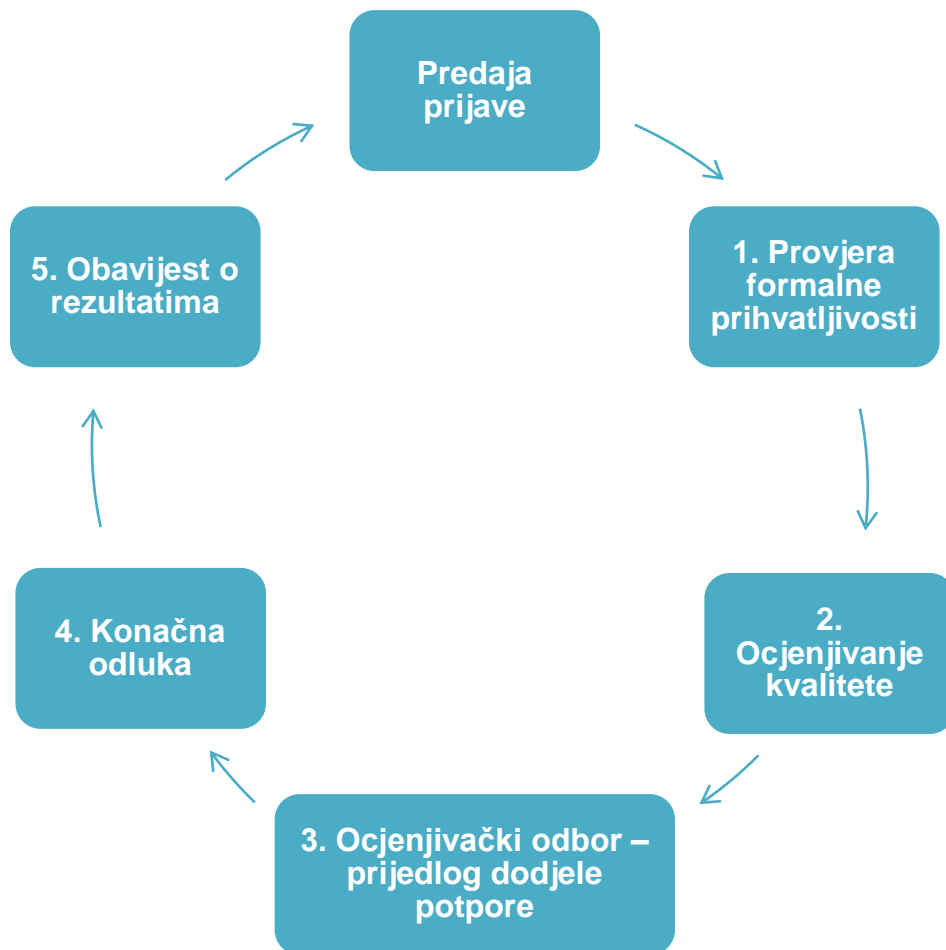 Predaja
prijave
1. Provjera
formalne
prihvatljivosti
2.
Ocjenjivanje
kvalitete
3. Ocjenjivački odbor –
prijedlog dodjele
potpore
4. Konačna
odluka
5. Obavijest o
rezultatima